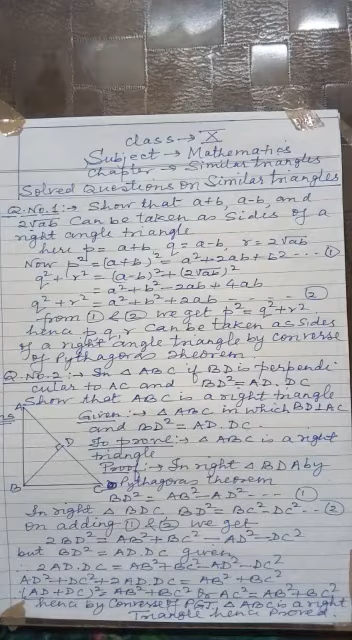 Class → X
Subject → Mathematics
Chapter → Similar triangles
Solved Questions on Similar triangles
Q.No.1:→ Show that a+b, a-b, and
2√ab Can be taken as Sides of a
right angle triangle
here p = a+b, q = a-b, r = 2√ab
Now p² = (a+b)² = a²+2ab+b² --- ①
q²+r² = (a-b)²+(2√ab)²
= a²+b²-2ab+4ab
q²+r² = a²+b²+2ab ------ ②
from ① & ② we get p² = q²+r²
hence p q r can be taken as sides
of a right angle triangle by converse
of Pythagoras Theorem
Q.No.2:→ In △ABC if BD is perpendi
cular to AC and BD² = AD.DC
Show that ABC is a right triangle
A
Given:→ △ABC in which BD⊥AC
and BD² = AD.DC.
D
To prove:→ △ABC is a right
triangle
Proof:→ In right △BDA by
B C Pythagoras theorem
BD² = AB²-AD² --- ①
In right △BDC BD² = BC²-DC² -- ②
On adding ① & ② we get
2BD² = AB²+BC²-AD²-DC²
but BD² = AD.DC given
∴ 2AD.DC = AB²+BC²-AD²-DC²
AD²+DC²+2AD.DC = AB²+BC²
(AD+DC)² = AB²+BC² Or AC² = AB²+BC²
hence by Converse of P.G.T. △ABC is a right
Triangle hence Proved.